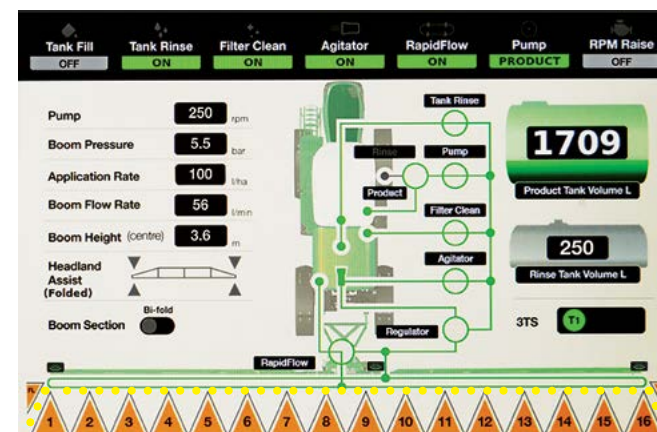 Tank Fill Tank Rinse Filter Clean Agitator RapidFlow Pump RPM Raise
OFF ON ON ON ON PRODUCT OFF
Pump 250 rpm
Boom Pressure 5.5 bar
Application Rate 100 l/ha
Boom Flow Rate 56 l/min
Boom Height (centre) 3.6 m
Headland
Assist
(Folded)
Bi-fold
Boom Section
Tank Rinse
Rinse Pump
Product
Filter Clean
Agitator
Regulator
RapidFlow
1709
Product Tank Volume L
250
Rinse Tank Volume L
3TS T1
1 2 3 4 5 6 7 8 9 10 11 12 13 14 15 16